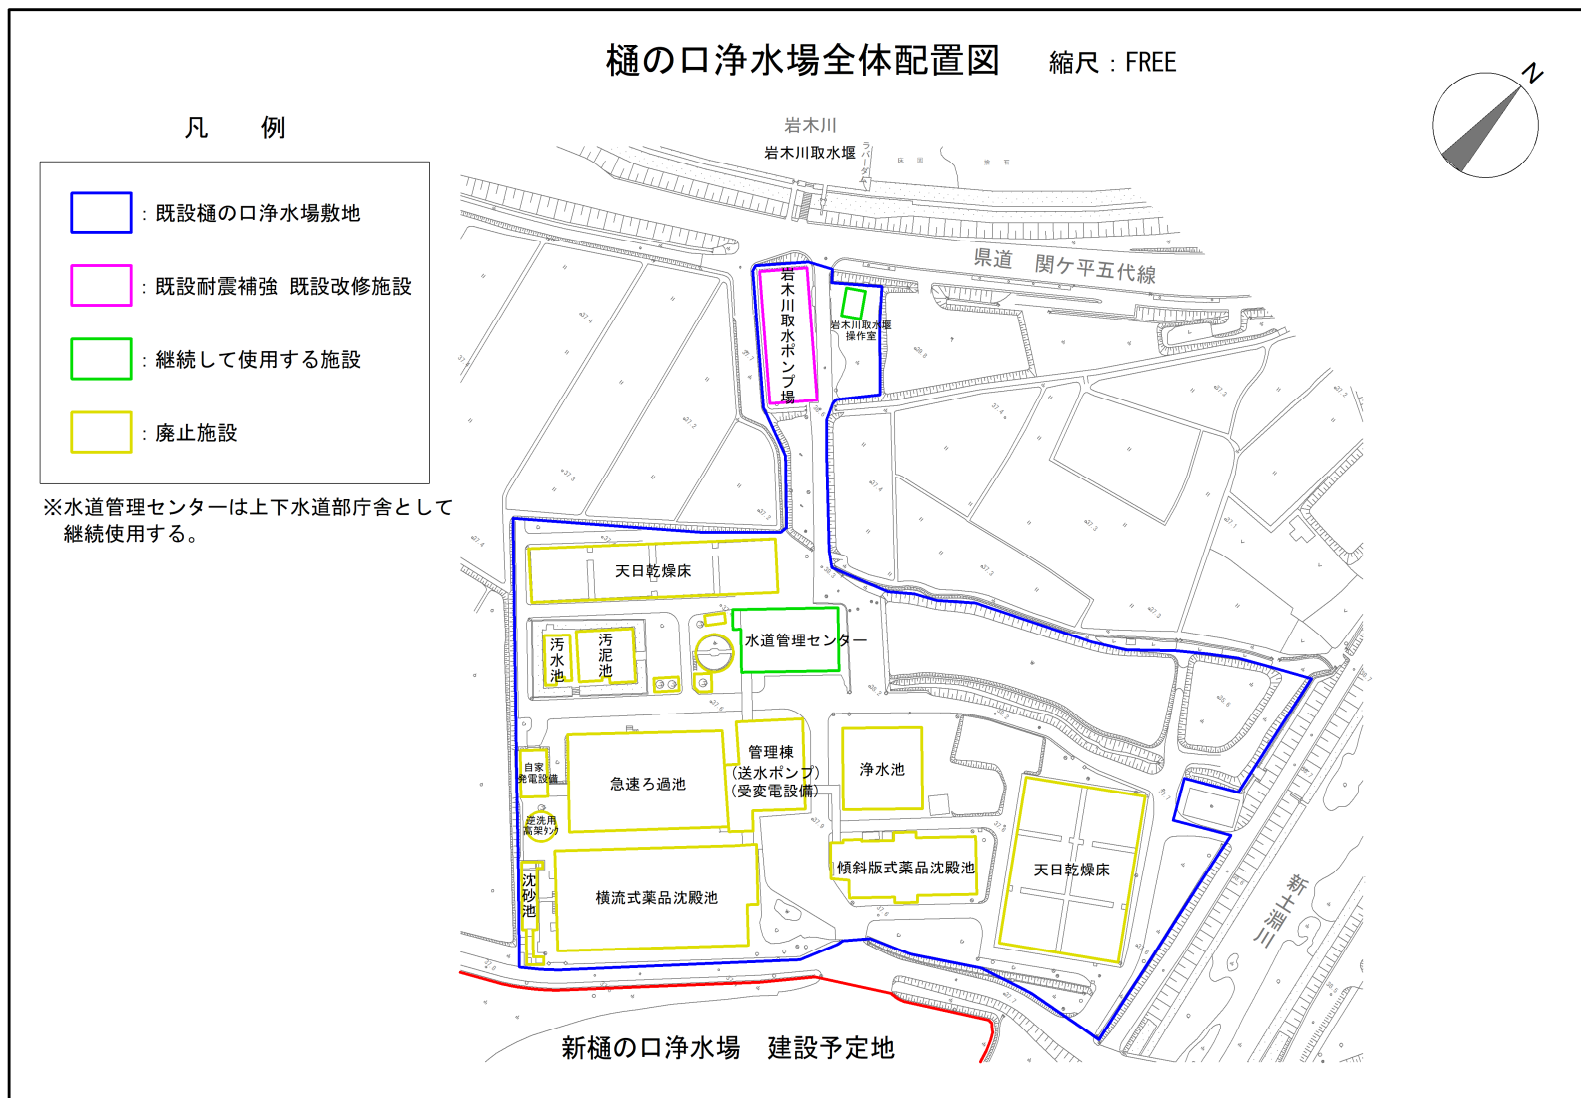 樋の口浄水場全体配置図　縮尺：FREE
N
凡　例
：既設樋の口浄水場敷地
：既設耐震補強 既設改修施設
：継続して使用する施設
：廃止施設
※水道管理センターは上下水道部庁舎として
継続使用する。
岩木川
岩木川取水堰
ラバーダム
県道　関ケ平五代線
岩木川取水ポンプ場
岩木川取水堰
操作室
天日乾燥床
汚水池
汚泥池
水道管理センター
自家
発電設備
急速ろ過池
管理棟
（送水ポンプ）
（受変電設備）
浄水池
逆洗用
高架タンク
沈砂池
横流式薬品沈殿池
傾斜版式薬品沈殿池
天日乾燥床
新土淵川
新樋の口浄水場　建設予定地